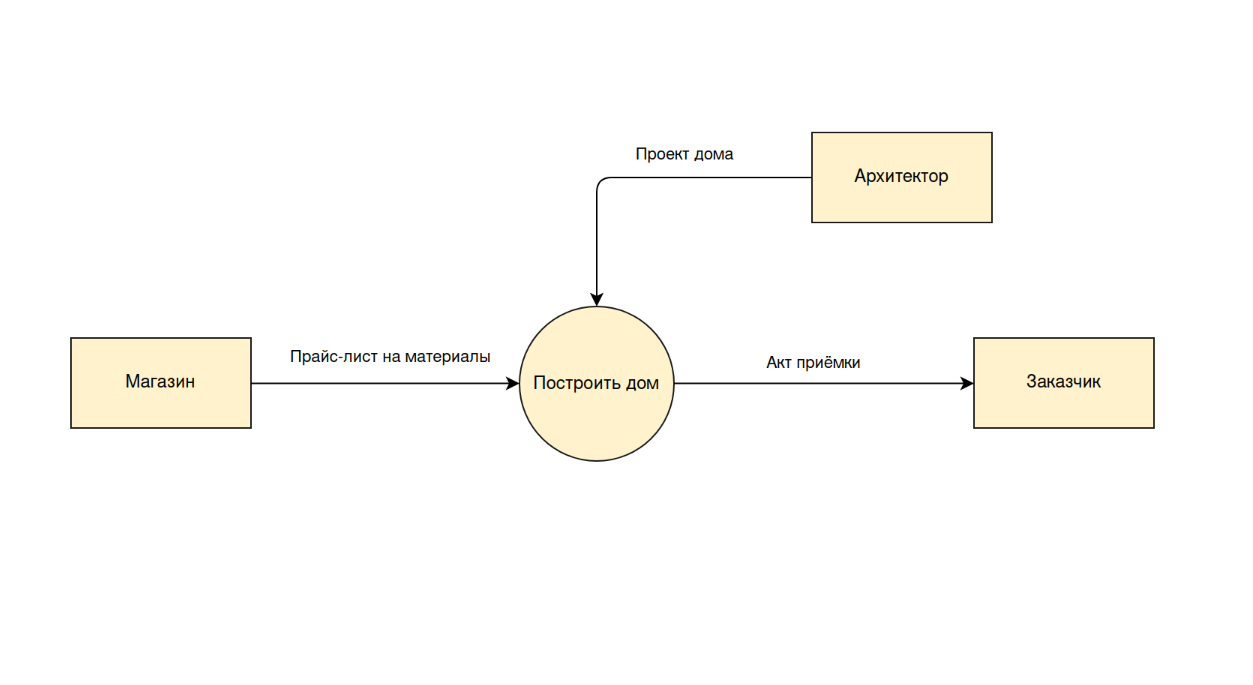 Проект дома
Архитектор
Магазин
Прайс-лист на материалы
Построить дом
Акт приёмки
Заказчик